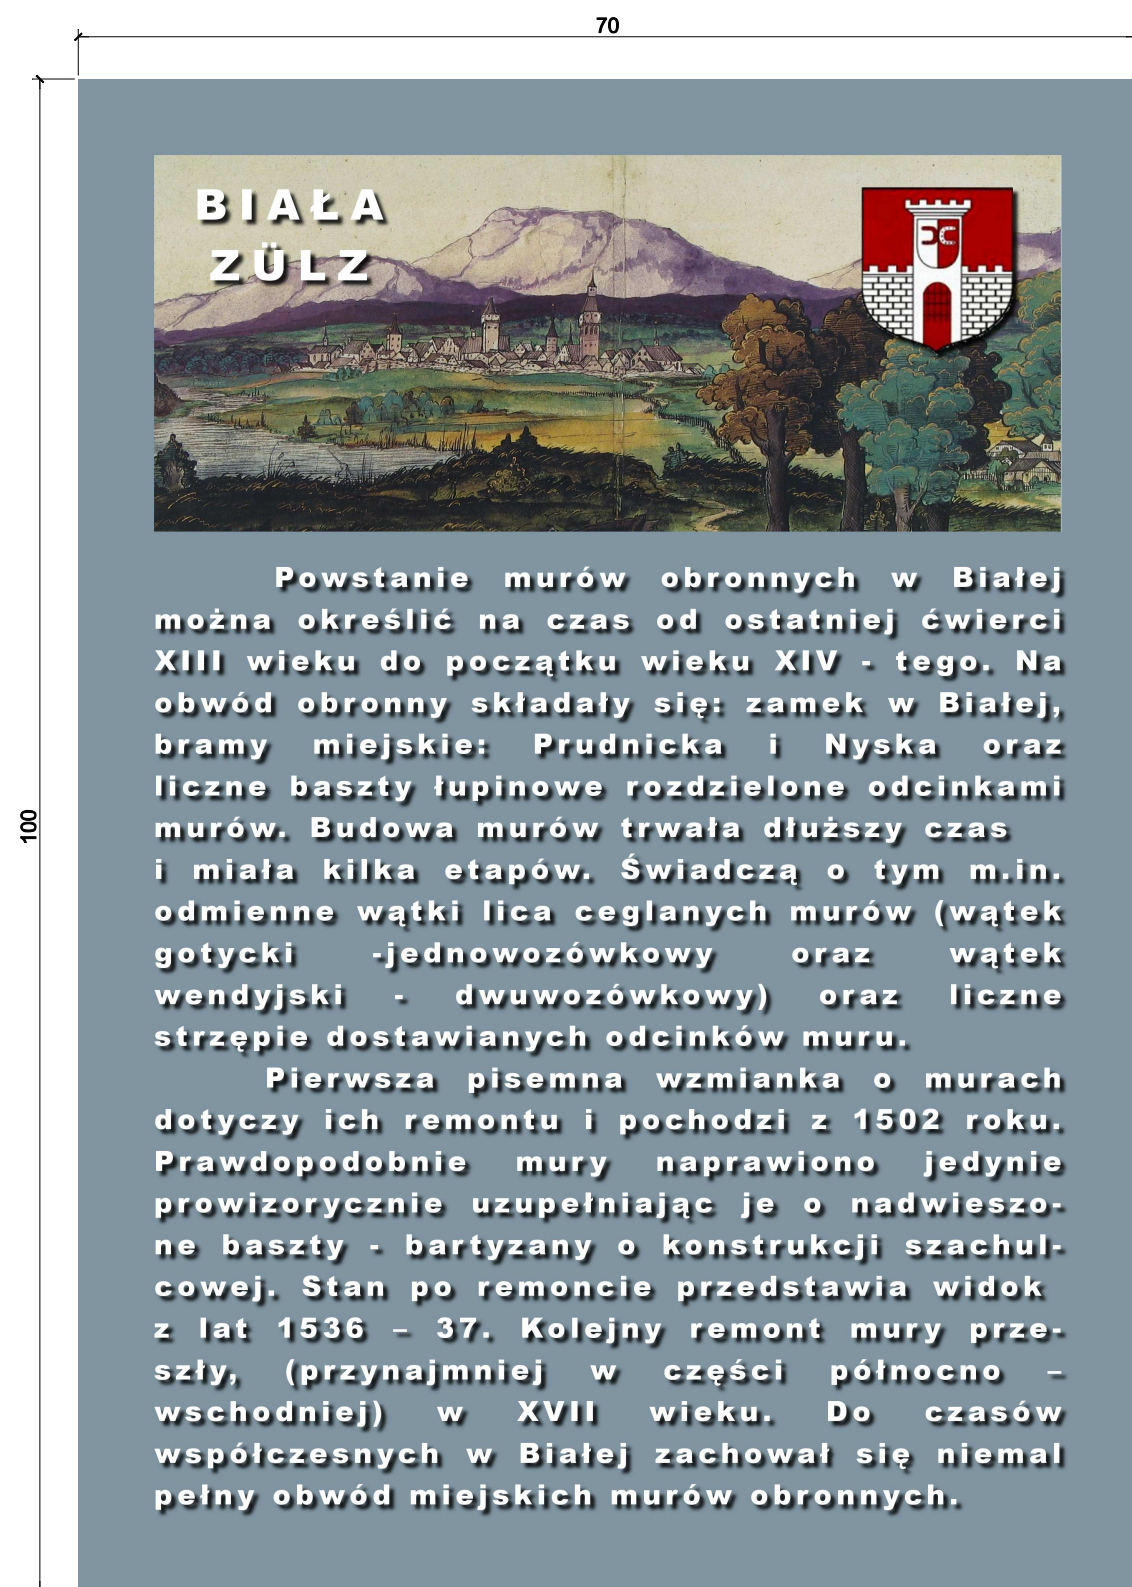 70
100
BIAŁA
ZÜLZ
Powstanie murów obronnych w Białej
można określić na czas od ostatniej ćwierci
XIII wieku do początku wieku XIV - tego. Na
obwód obronny składały się: zamek w Białej,
bramy miejskie: Prudnicka i Nyska oraz
liczne baszty łupinowe rozdzielone odcinkami
murów. Budowa murów trwała dłuższy czas
i miała kilka etapów. Świadczą o tym m.in.
odmienne wątki lica ceglanych murów (wątek
gotycki -jednowozówkowy oraz wątek
wendyjski - dwuwozówkowy) oraz liczne
strzępie dostawianych odcinków muru.
Pierwsza pisemna wzmianka o murach
dotyczy ich remontu i pochodzi z 1502 roku.
Prawdopodobnie mury naprawiono jedynie
prowizorycznie uzupełniając je o nadwieszo-
ne baszty - bartyzany o konstrukcji szachul-
cowej. Stan po remoncie przedstawia widok
z lat 1536 – 37. Kolejny remont mury prze-
szły, (przynajmniej w części północno –
wschodniej) w XVII wieku. Do czasów
współczesnych w Białej zachował się niemal
pełny obwód miejskich murów obronnych.